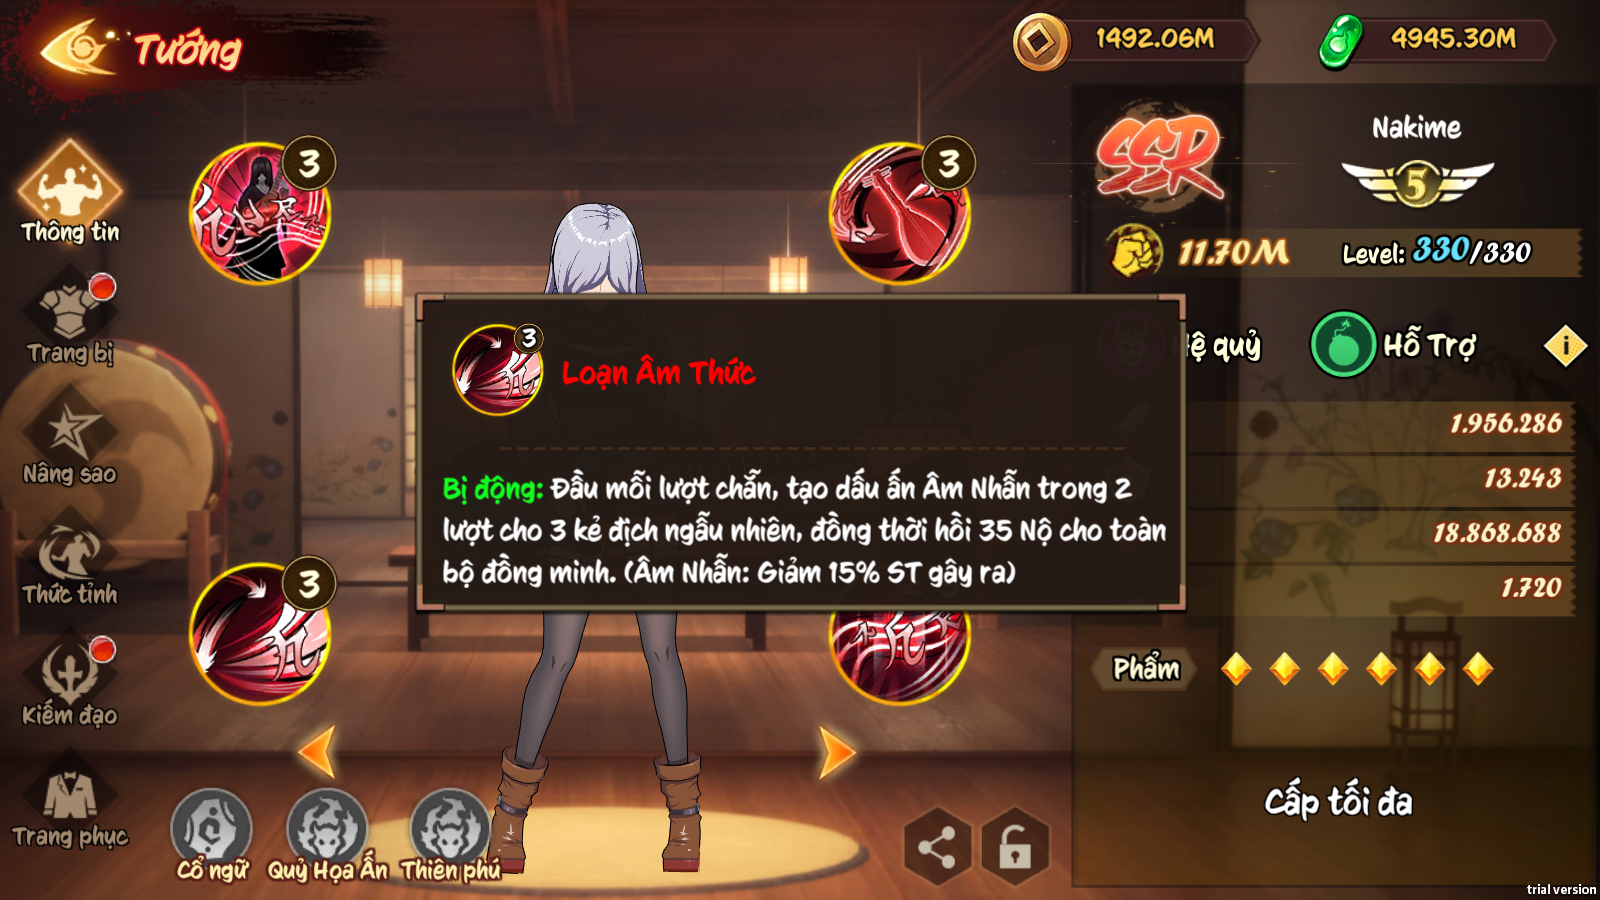 Tướng
1492.06M
4945.30M
SSR
Nakime
5
11.70M
Level: 330/330
Thông tin
Trang bị
Nâng sao
Thức tỉnh
Kiếm đạo
Trang phục
3
3
3
3
Loạn Âm Thức
Bị động: Đầu mỗi lượt chẵn, tạo dấu ấn Âm Nhẫn trong 2
lượt cho 3 kẻ địch ngẫu nhiên, đồng thời hồi 35 Nộ cho toàn
bộ đồng minh. (Âm Nhẫn: Giảm 15% ST gây ra)
Hệ quỷ
Hỗ Trợ
1.956.286
13.243
18.868.688
1.720
Phẩm
Cấp tối đa
Cổ ngữ
Quỷ Họa Ấn
Thiên phú
trial version